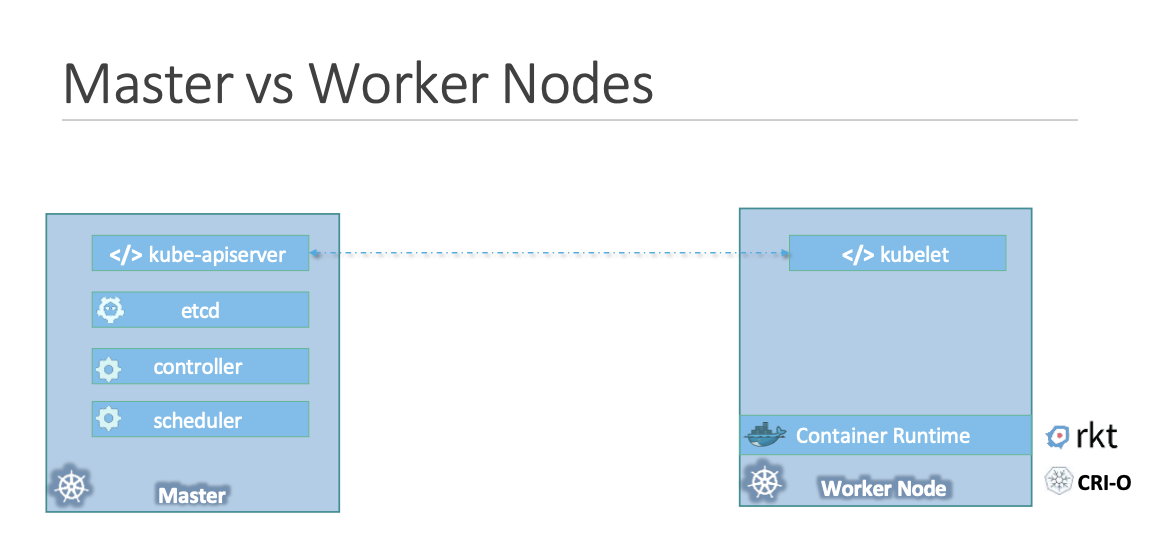 Master vs Worker Nodes
</> kube-apiserver
etcd
controller
scheduler
Master
</> kubelet
Container Runtime
Worker Node
rkt
CRI-O